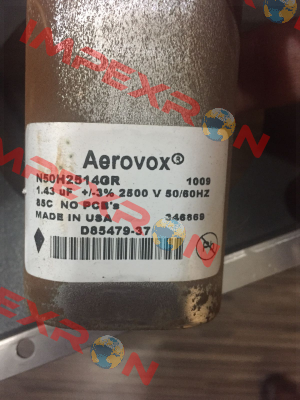 IMPEXRON
Aerovox®
N50H2514GR 1009
1.43 uF +/-3% 2500 V 50/60HZ
85C NO PCB's
MADE IN USA 346869
D85479-37
Pb
IMPEXRON